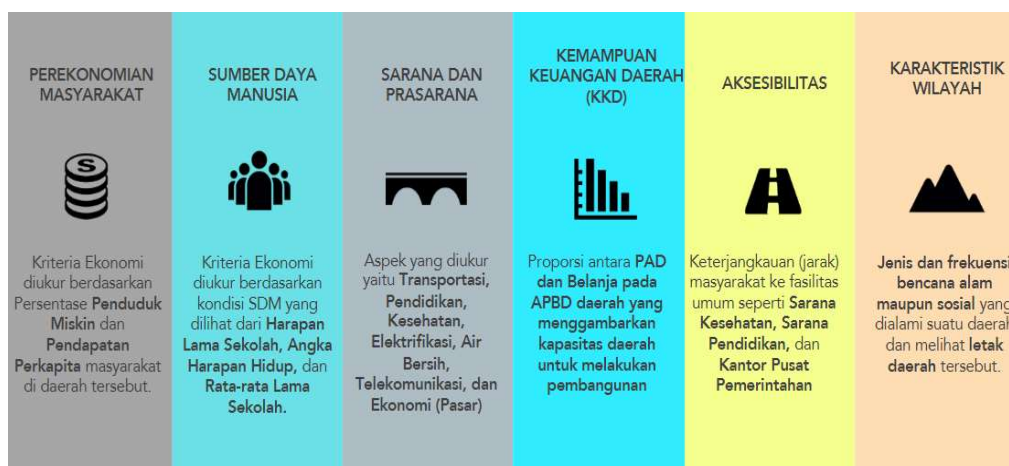 PEREKONOMIAN
MASYARAKAT
Kriteria Ekonomi
diukur berdasarkan
Persentase Penduduk
Miskin dan
Pendapatan
Perkapita masyarakat
di daerah tersebut.
SUMBER DAYA
MANUSIA
Kriteria Ekonomi
diukur berdasarkan
kondisi SDM yang
dilihat dari Harapan
Lama Sekolah, Angka
Harapan Hidup, dan
Rata-rata Lama
Sekolah.
SARANA DAN
PRASARANA
Aspek yang diukur
yaitu Transportasi,
Pendidikan,
Kesehatan,
Elektrifikasi, Air
Bersih,
Telekomunikasi, dan
Ekonomi (Pasar)
KEMAMPUAN
KEUANGAN DAERAH
(KKD)
Proporsi antara PAD
dan Belanja pada
APBD daerah yang
menggambarkan
kapasitas daerah
untuk melakukan
pembangunan
AKSESIBILITAS
Keterjangkauan (jarak)
masyarakat ke fasilitas
umum seperti Sarana
Kesehatan, Sarana
Pendidikan, dan
Kantor Pusat
Pemerintahan
KARAKTERISTIK
WILAYAH
Jenis dan frekuensi
bencana alam
maupun sosial yang
dialami suatu daerah
dan melihat letak
daerah tersebut.